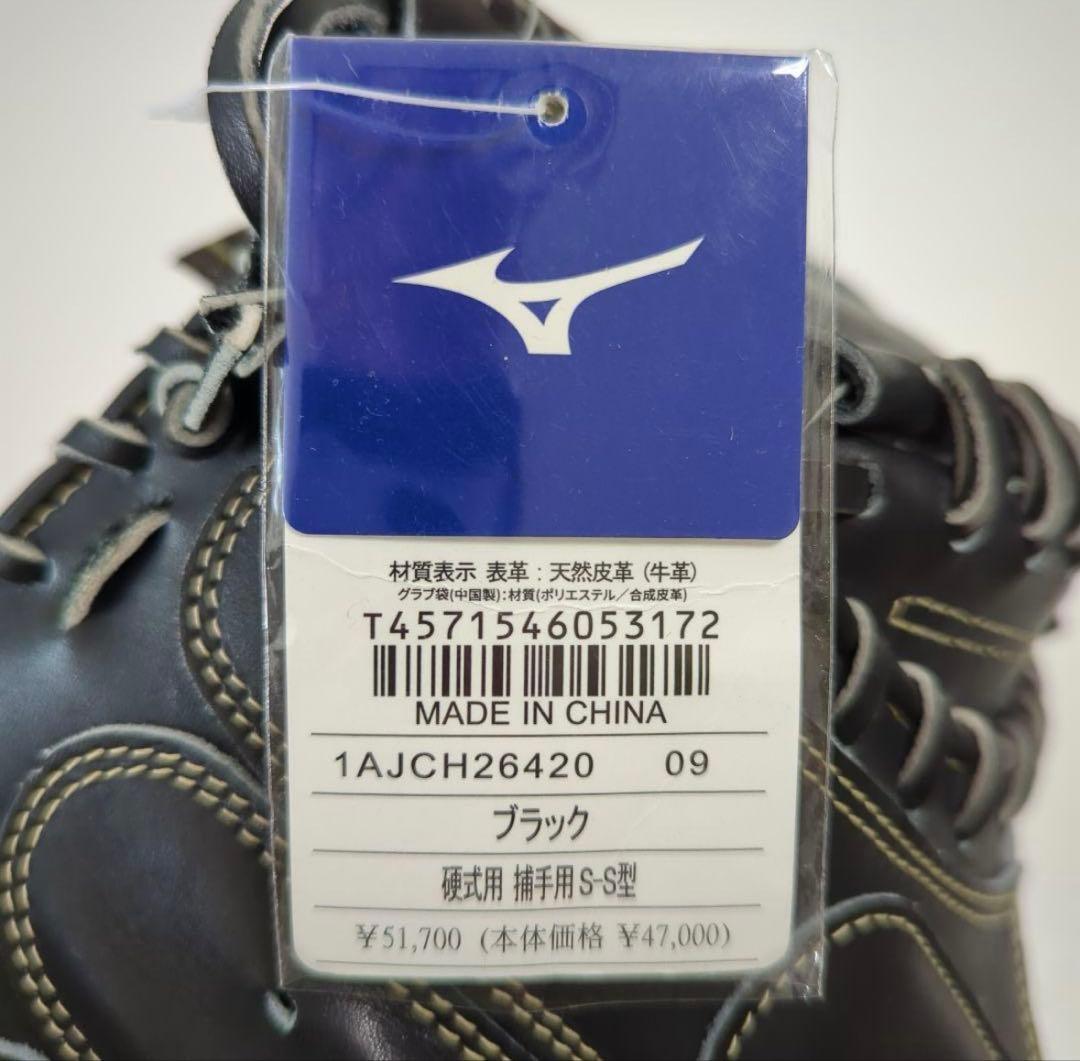 材質表示 表革：天然皮革（牛革）
グラブ袋(中国製)：材質(ポリエステル／合成皮革)
T4571546053172
MADE IN CHINA
1AJCH26420 09
ブラック
硬式用 捕手用S-S型
¥51,700 (本体価格 ¥47,000)